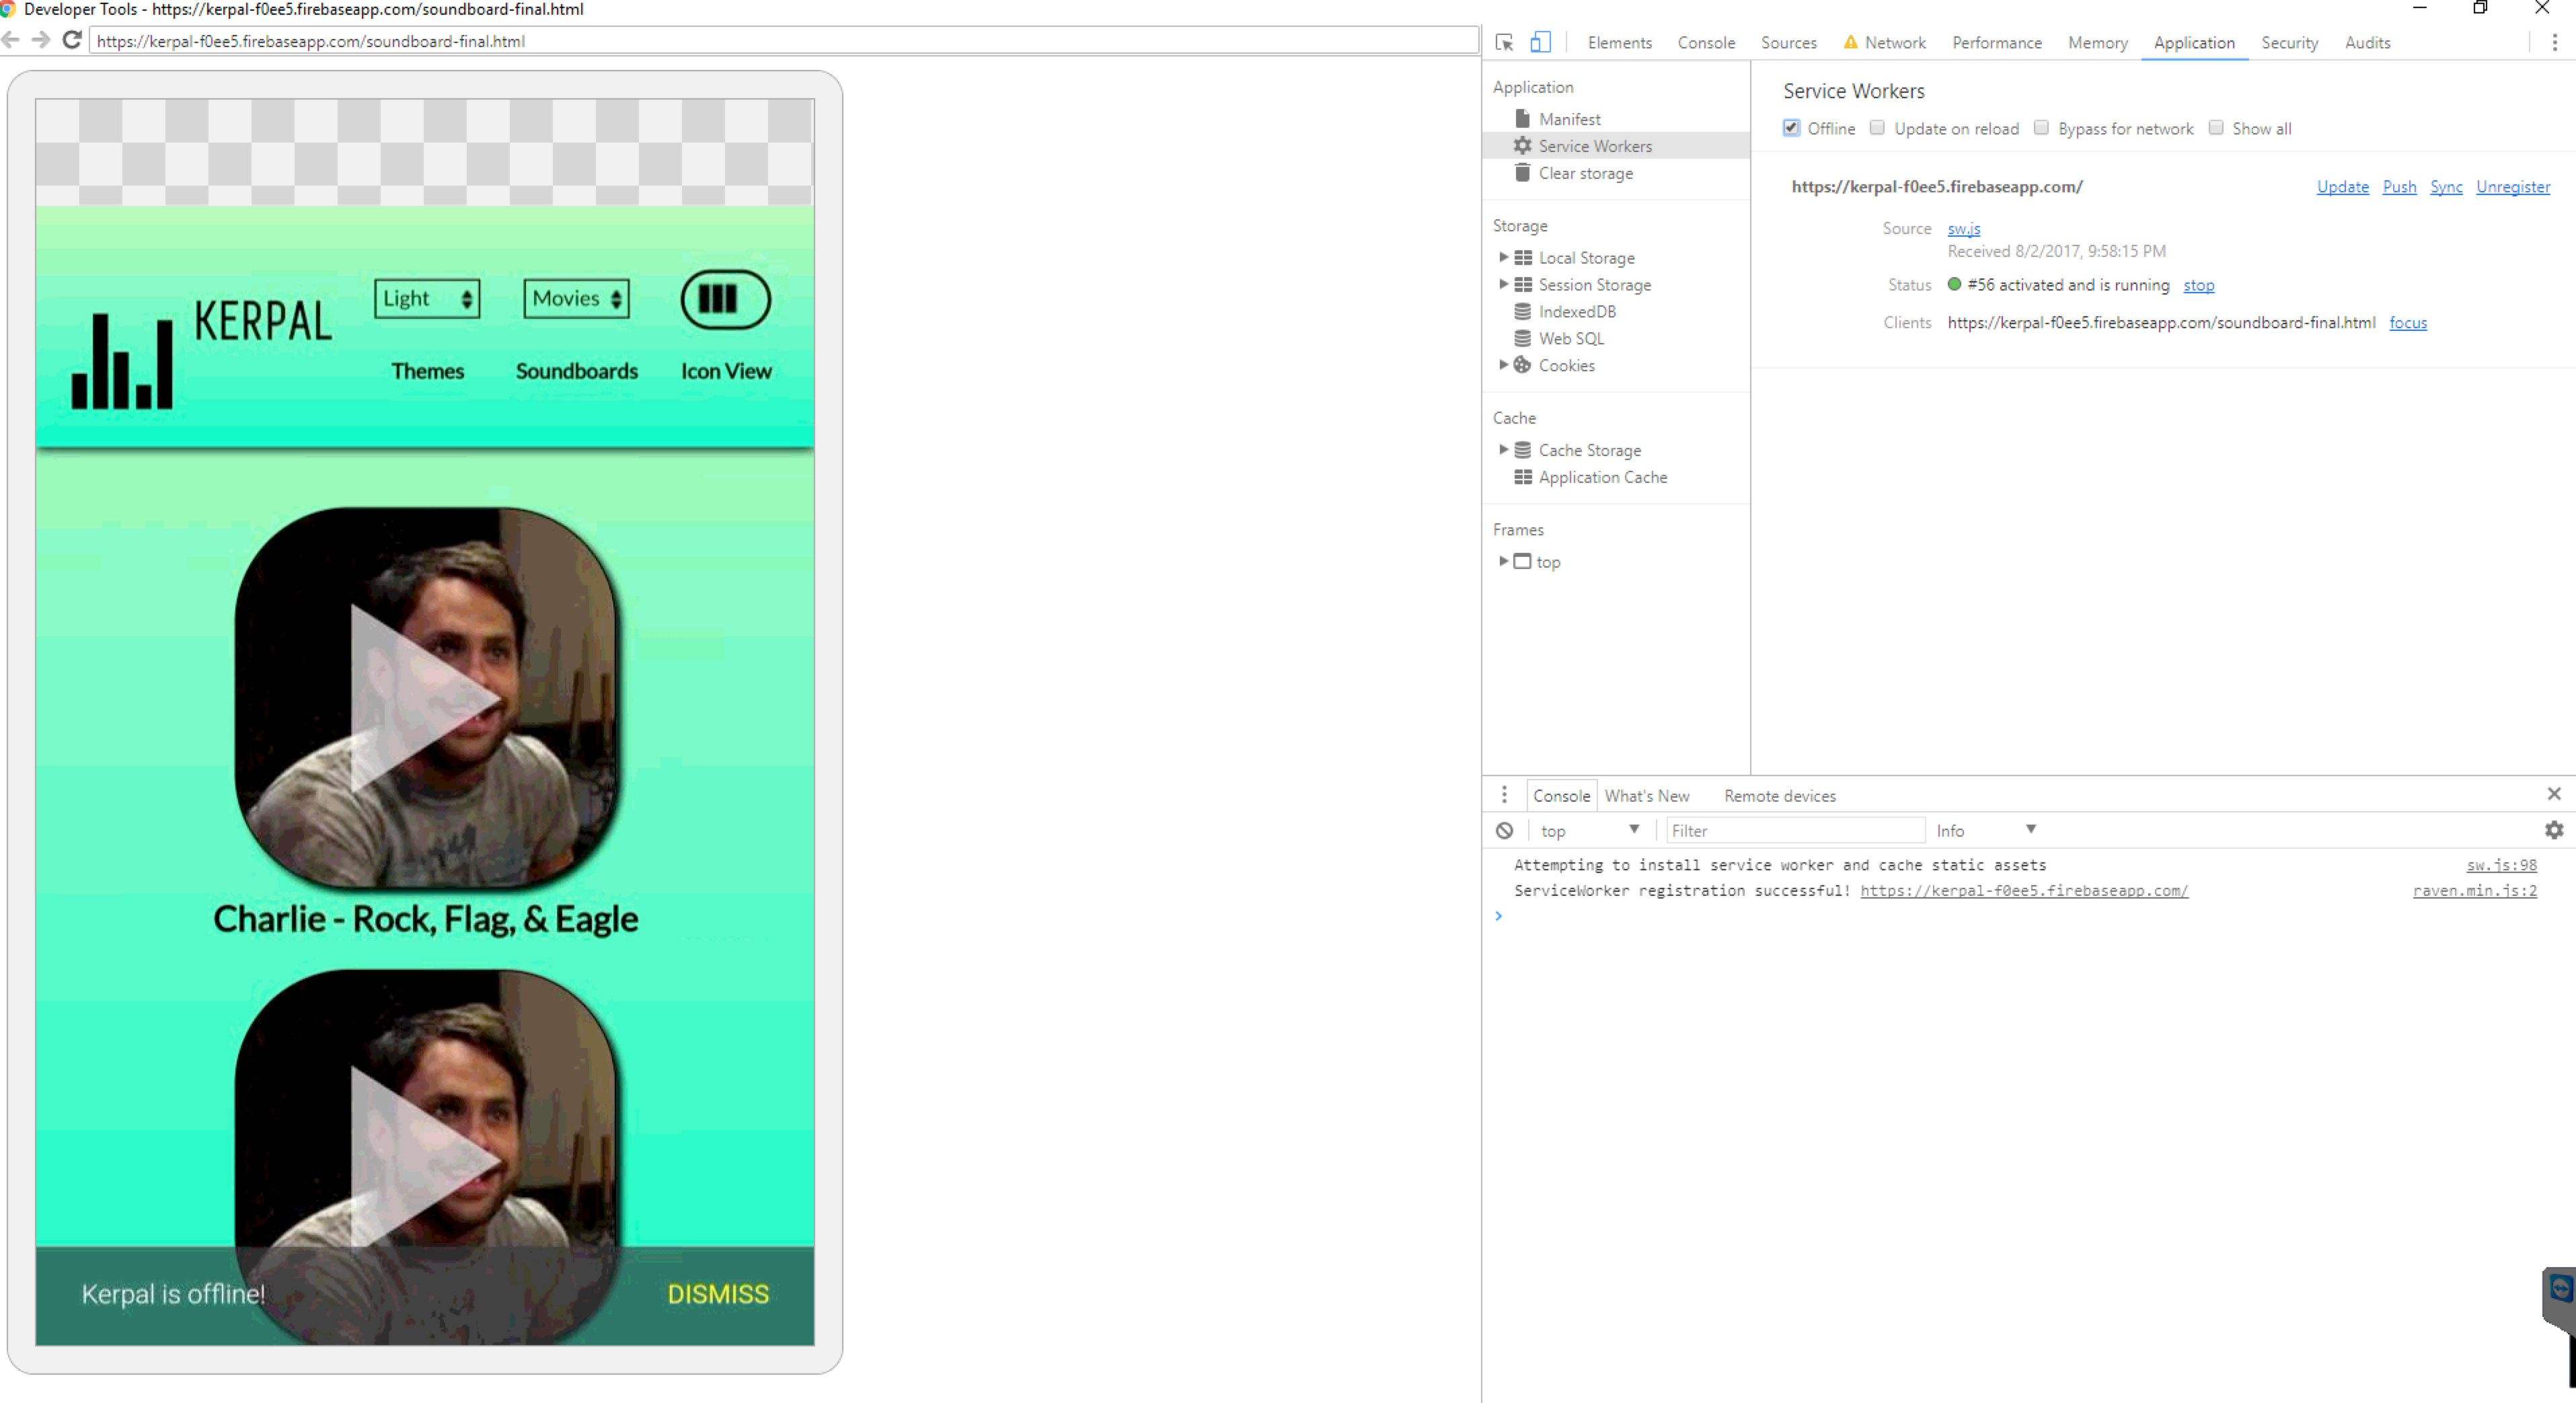 Developer Tools - https://kerpal-f0ee5.firebaseapp.com/soundboard-final.html
https://kerpal-f0ee5.firebaseapp.com/soundboard-final.html
KERPAL
Light
Movies
Themes
Soundboards
Icon View
Charlie - Rock, Flag, & Eagle
Kerpal is offline!
DISMISS
Elements
Console
Sources
Network
Performance
Memory
Application
Security
Audits
Application
Manifest
Service Workers
Clear storage
Storage
Local Storage
Session Storage
IndexedDB
Web SQL
Cookies
Cache
Cache Storage
Application Cache
Frames
top
Service Workers
Offline
Update on reload
Bypass for network
Show all
https://kerpal-f0ee5.firebaseapp.com/
Update Push Sync Unregister
Source sw.js
Received 8/2/2017, 9:58:15 PM
Status #56 activated and is running stop
Clients https://kerpal-f0ee5.firebaseapp.com/soundboard-final.html focus
Console
What's New
Remote devices
top
Filter
Info
Attempting to install service worker and cache static assets sw.js:98
ServiceWorker registration successful! https://kerpal-f0ee5.firebaseapp.com/ raven.min.js:2